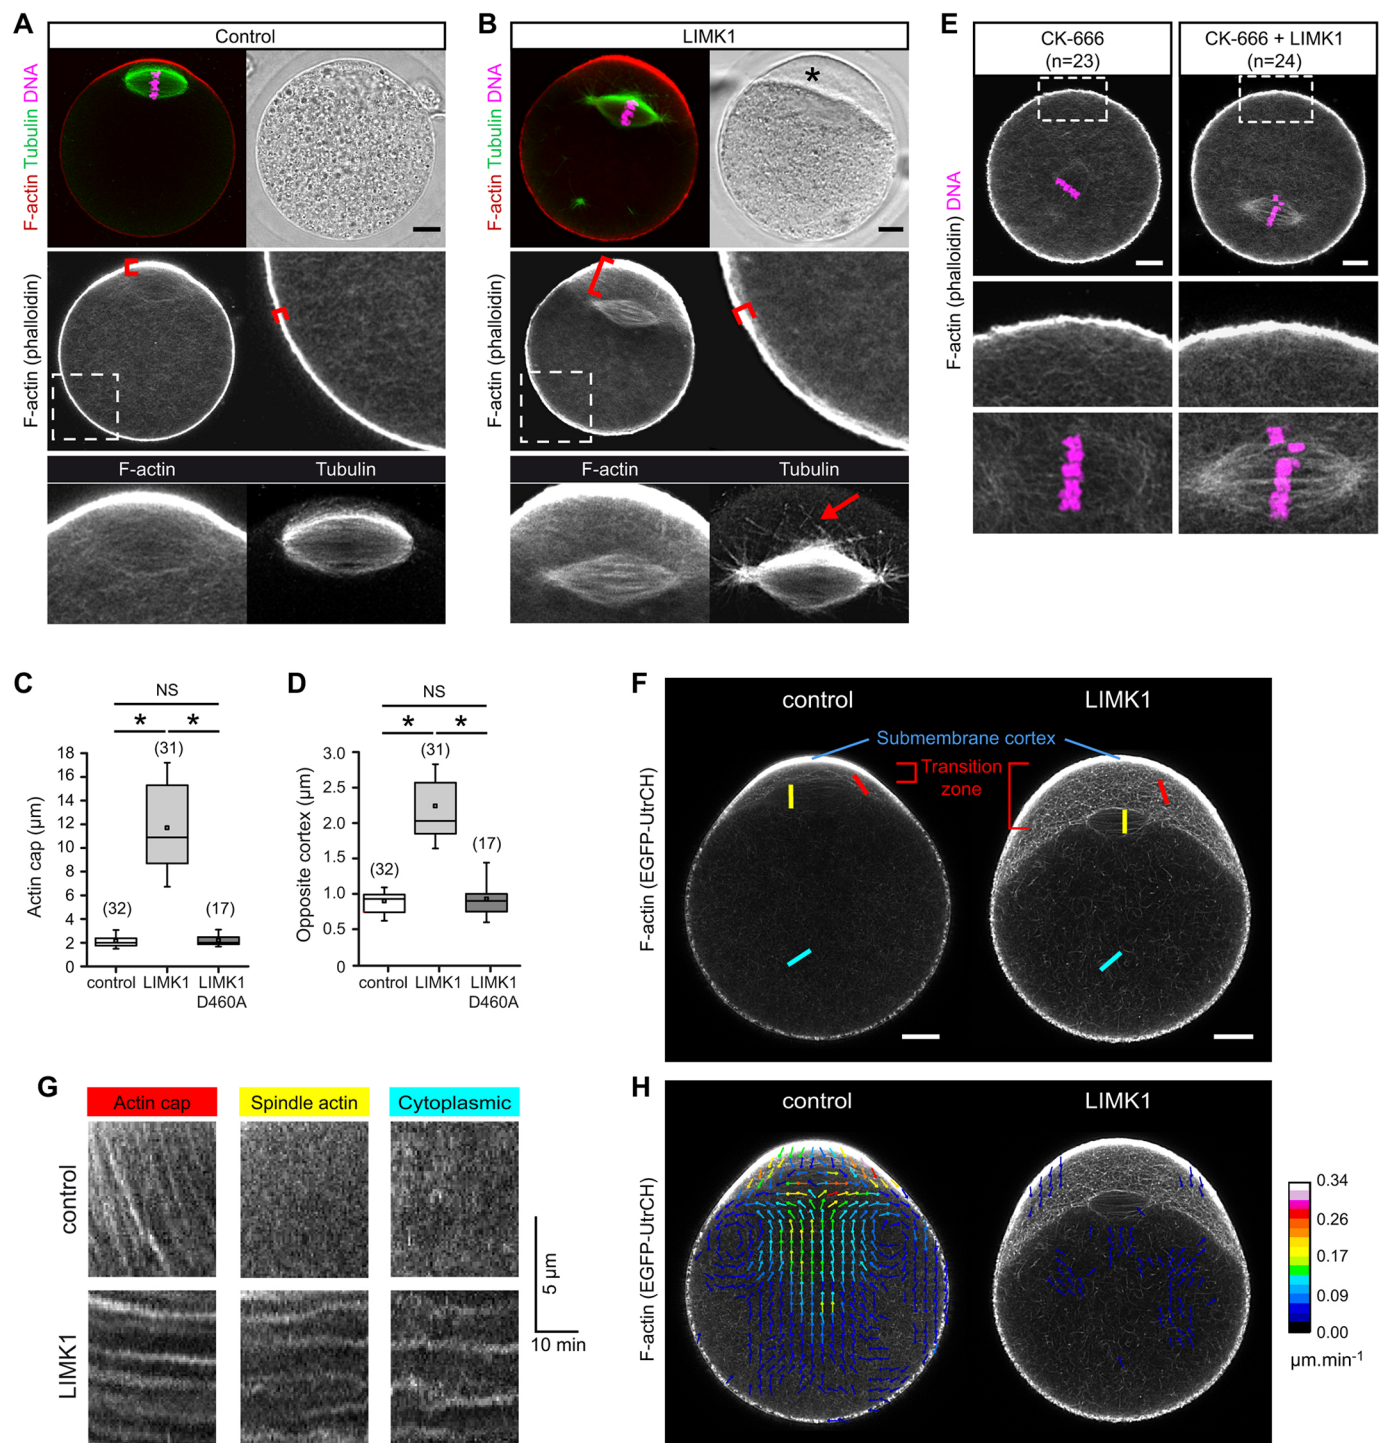 A
Control
F-actin Tubulin DNA
F-actin (phalloidin)
F-actin
Tubulin
B
LIMK1
F-actin Tubulin DNA
*
F-actin (phalloidin)
F-actin
Tubulin
E
CK-666
(n=23)
CK-666 + LIMK1
(n=24)
F-actin (phalloidin) DNA
C
NS
* *
(31)
(32)
(17)
Actin cap (µm)
18
16
14
12
10
8
6
4
2
0
control LIMK1 LIMK1
D460A
D
NS
* *
(31)
(32)
(17)
Opposite cortex (µm)
3.0
2.5
2.0
1.5
1.0
0.5
0
control LIMK1 LIMK1
D460A
F
control
LIMK1
Submembrane cortex
Transition
zone
F-actin (EGFP-UtrCH)
G
Actin cap
Spindle actin
Cytoplasmic
control
LIMK1
5 µm
10 min
H
control
LIMK1
F-actin (EGFP-UtrCH)
0.34
0.26
0.17
0.09
0.00
µm.min-1